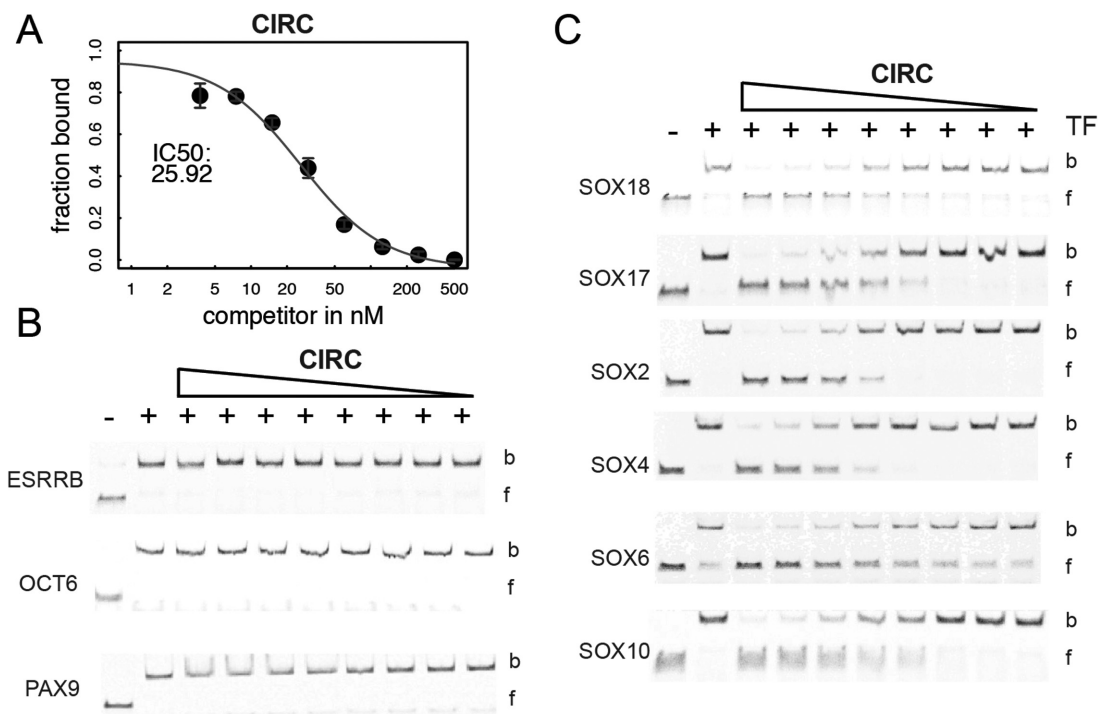 A
CIRC
fraction bound
1.0
0.8
0.6
0.4
0.2
0.0
IC50:
25.92
1 2 5 10 20 50 200 500
competitor in nM
B
CIRC
- + + + + + + + + +
ESRRB b
f
OCT6 b
f
PAX9 b
f
C
CIRC
- + + + + + + + + + TF
SOX18 b
f
SOX17 b
f
SOX2 b
f
SOX4 b
f
SOX6 b
f
SOX10 b
f